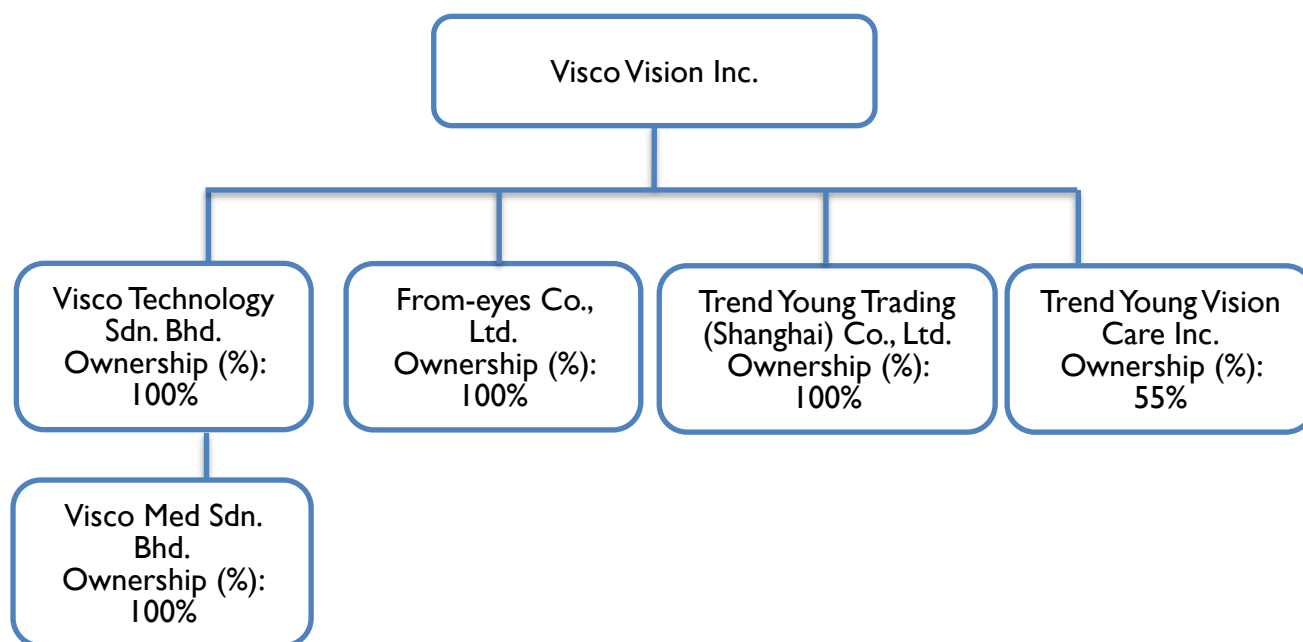 Visco Vision Inc.
Visco Technology
Sdn. Bhd.
Ownership (%):
100%
From-eyes Co.,
Ltd.
Ownership (%):
100%
Trend Young Trading
(Shanghai) Co., Ltd.
Ownership (%):
100%
Trend Young Vision
Care Inc.
Ownership (%):
55%
Visco Med Sdn.
Bhd.
Ownership (%):
100%